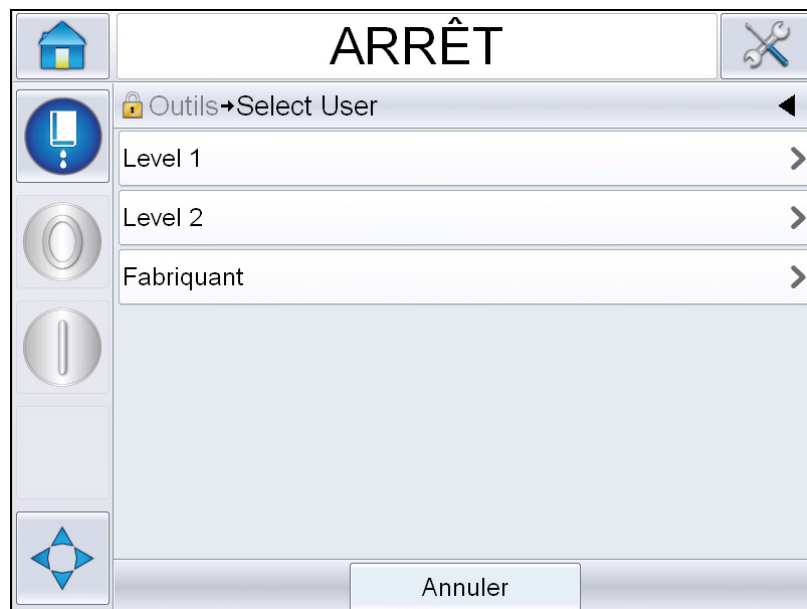 ARRÊT
Outils→Select User
Level 1
Level 2
Fabriquant
Annuler